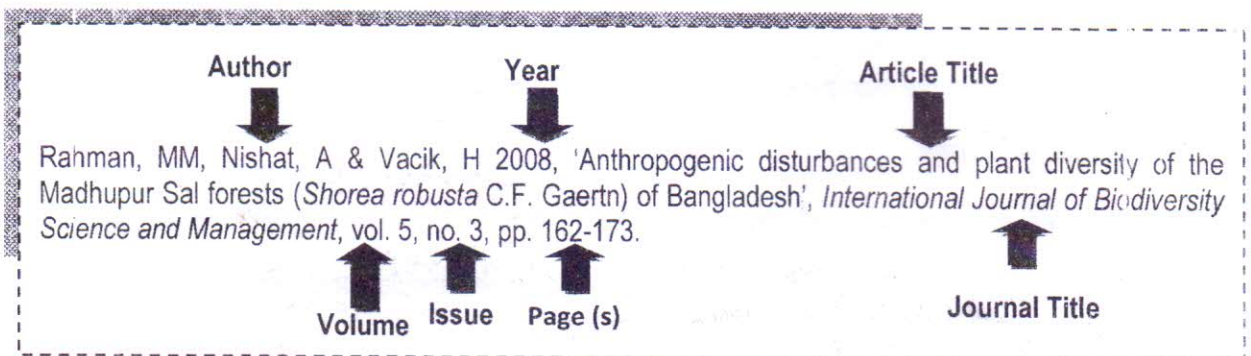 Author Year Article Title
Rahman, MM, Nishat, A & Vacik, H 2008, 'Anthropogenic disturbances and plant diversity of the
Madhupur Sal forests (Shorea robusta C.F. Gaertn) of Bangladesh', International Journal of Biodiversity
Science and Management, vol. 5, no. 3, pp. 162-173.
Volume Issue Page (s) Journal Title